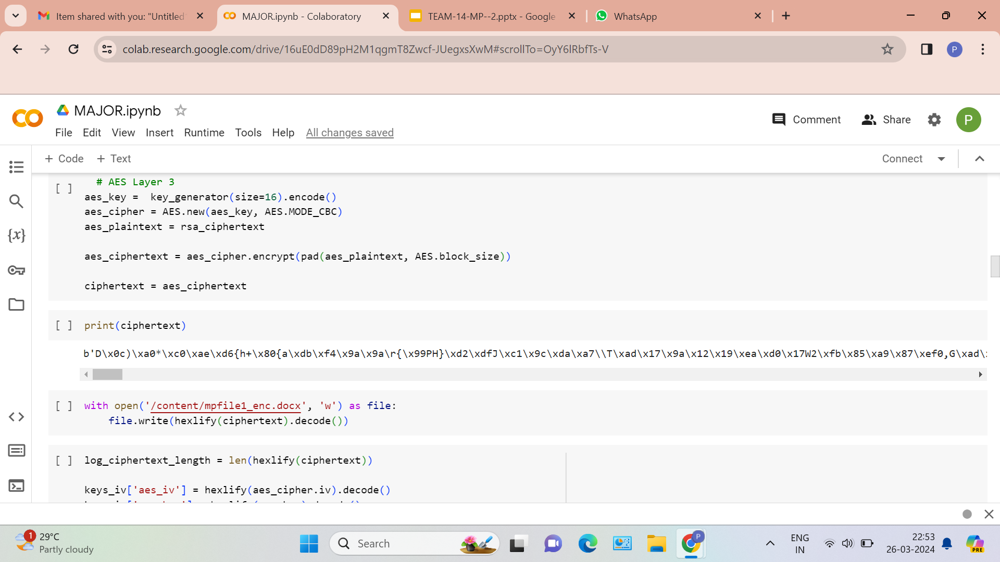 Item shared with you: "Untitled
MAJOR.ipynb - Colaboratory
TEAM-14-MP--2.pptx - Google
WhatsApp
colab.research.google.com/drive/16uE0dD89pH2M1qgmT8Zwcf-JUegxsXwM#scrollTo=OyY6lRbfTs-V
P
MAJOR.ipynb
Comment
Share
P
File Edit View Insert Runtime Tools Help All changes saved
+ Code + Text
Connect
# AES Layer 3
[ ]
aes_key =  key_generator(size=16).encode()
aes_cipher = AES.new(aes_key, AES.MODE_CBC)
aes_plaintext = rsa_ciphertext
aes_ciphertext = aes_cipher.encrypt(pad(aes_plaintext, AES.block_size))
ciphertext = aes_ciphertext
[ ] print(ciphertext)
b'D\x0c)\xa0*\xc0\xae\xd6{h+\x80{a\xdb\xf4\x9a\x9a\r{\x99PH}\xd2\xdfJ\xc1\x9c\xda\xa7\\T\xad\x17\x9a\x12\x19\xea\xd0\x17W2\xfb\x85\xa9\x87\xef0,G\xad\
[ ] with open('/content/mpfile1_enc.docx', 'w') as file:
file.write(hexlify(ciphertext).decode())
[ ] log_ciphertext_length = len(hexlify(ciphertext))
keys_iv['aes_iv'] = hexlify(aes_cipher.iv).decode()
1
29°C
Partly cloudy
Search
P
ENG
IN
22:53
26-03-2024
PRE